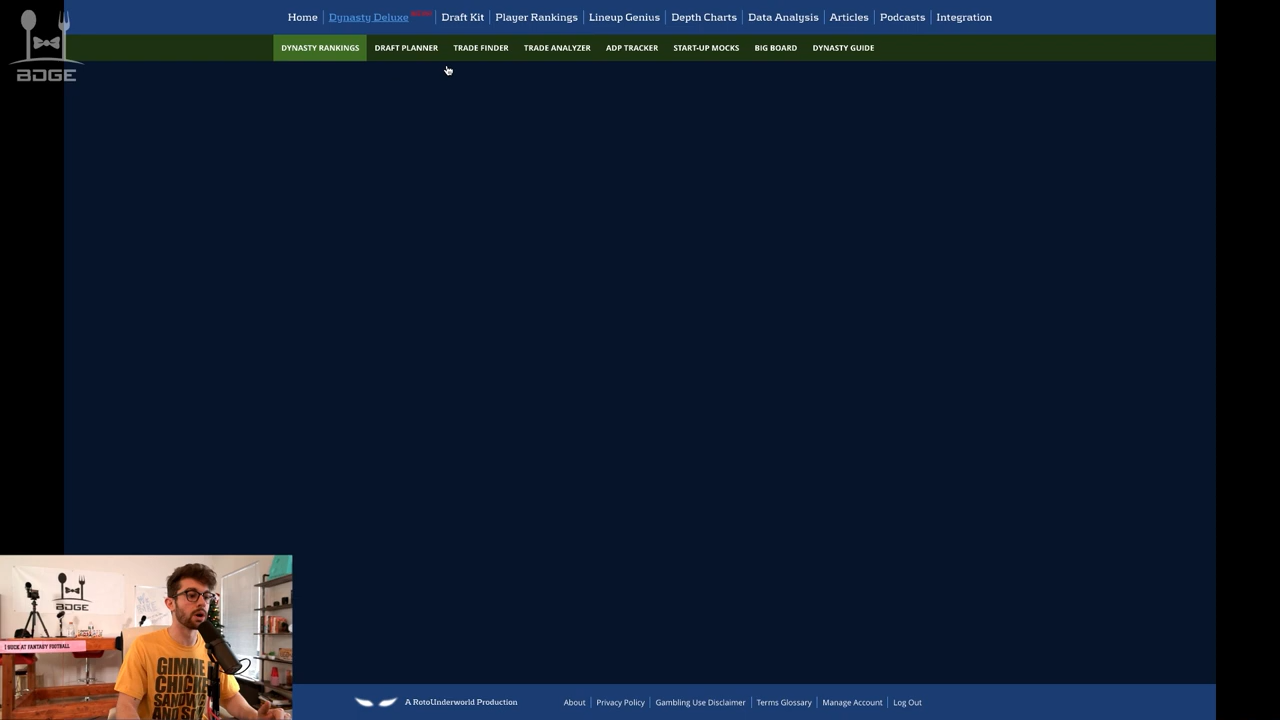 Home Dynasty Deluxe Draft Kit Player Rankings Lineup Genius Depth Charts Data Analysis Articles Podcasts Integration
DYNASTY RANKINGS DRAFT PLANNER TRADE FINDER TRADE ANALYZER ADP TRACKER START-UP MOCKS BIG BOARD DYNASTY GUIDE
BDGE
BDGE
I SUCK AT FANTASY FOOTBALL
GIMME
A RotoUnderworld Production About Privacy Policy Gambling Use Disclaimer Terms Glossary Manage Account Log Out